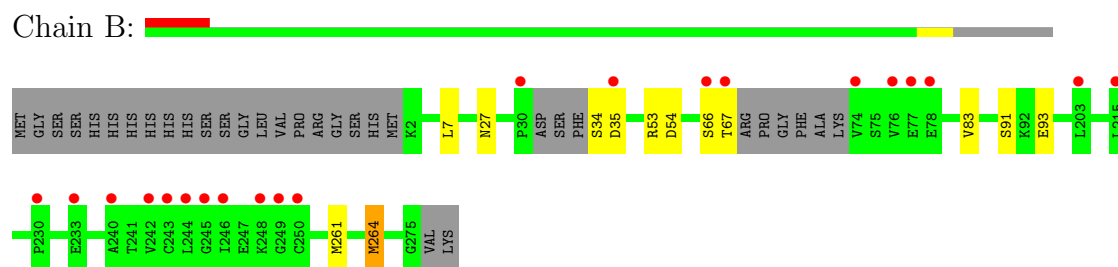 Chain B:
MET GLY SER SER HIS HIS HIS HIS HIS HIS SER SER GLY LEU VAL PRO ARG GLY SER HIS MET K2 L7 N27 P30 ASP SER PHE S34 D35 R53 D54 S66 T67 ARG PRO GLY PHE ALA LYS V74 S75 V76 E77 E78 V83 S91 K92 E93 L203 L215
P230 E233 A240 T241 V242 C243 L244 G245 I246 E247 K248 G249 C250 M261 M264 G275 VAL LYS